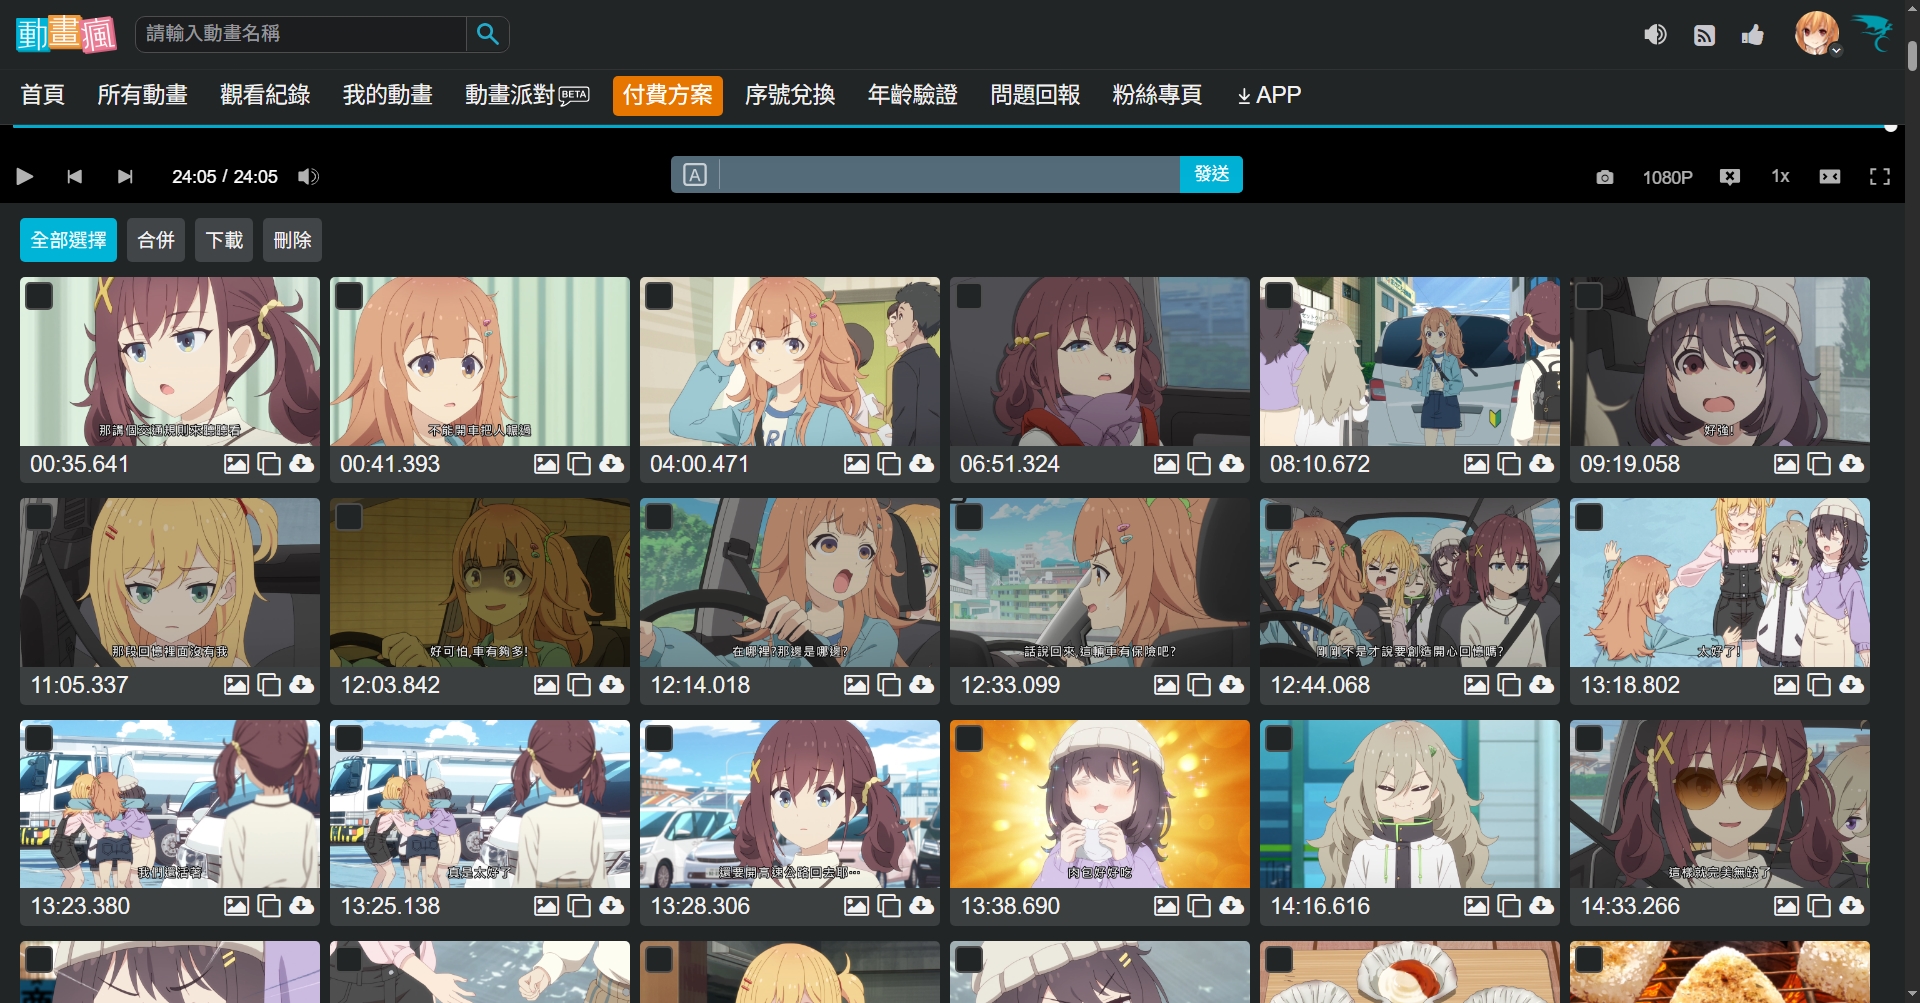 動畫瘋
請輸入動畫名稱
首頁 所有動畫 觀看紀錄 我的動畫 動畫派對 BETA 付費方案 序號兌換 年齡驗證 問題回報 粉絲專頁 APP
24:05 / 24:05
A
發送
1080P
1x
全部選擇 合併 下載 刪除
那講個交通規則來聽聽看
不能開車把人輾過
好強!
00:35.641
00:41.393
04:00.471
06:51.324
08:10.672
09:19.058
那段回憶裡面沒有我
好可怕,車有夠多!
在哪裡?那邊是哪邊?
話說回來,這輛車有保險吧?
剛剛不是才說要創造開心回憶嗎?
太好了!
11:05.337
12:03.842
12:14.018
12:33.099
12:44.068
13:18.802
我們還活著
真是太好了
還要開高速公路回去耶…
肉包好好吃
這樣就完美無缺了
13:23.380
13:25.138
13:28.306
13:38.690
14:16.616
14:33.266